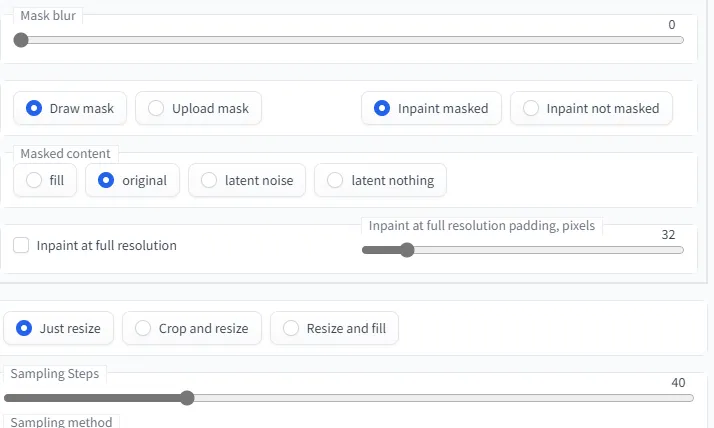 Mask blur
0
Draw mask Upload mask Inpaint masked Inpaint not masked
Masked content
fill original latent noise latent nothing
Inpaint at full resolution padding, pixels
32
Inpaint at full resolution
Just resize Crop and resize Resize and fill
Sampling Steps
40
Sampling method